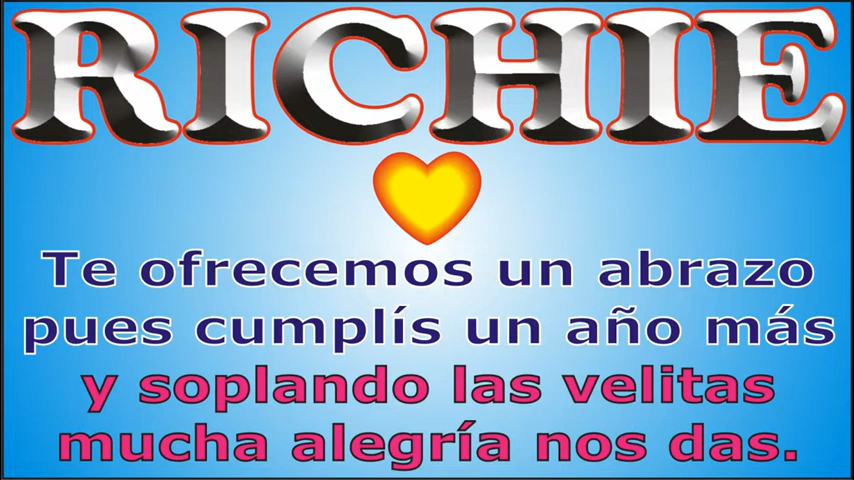 RICHIE
Te ofrecemos un abrazo
pues cumplís un año más
y soplando las velitas
mucha alegría nos das.